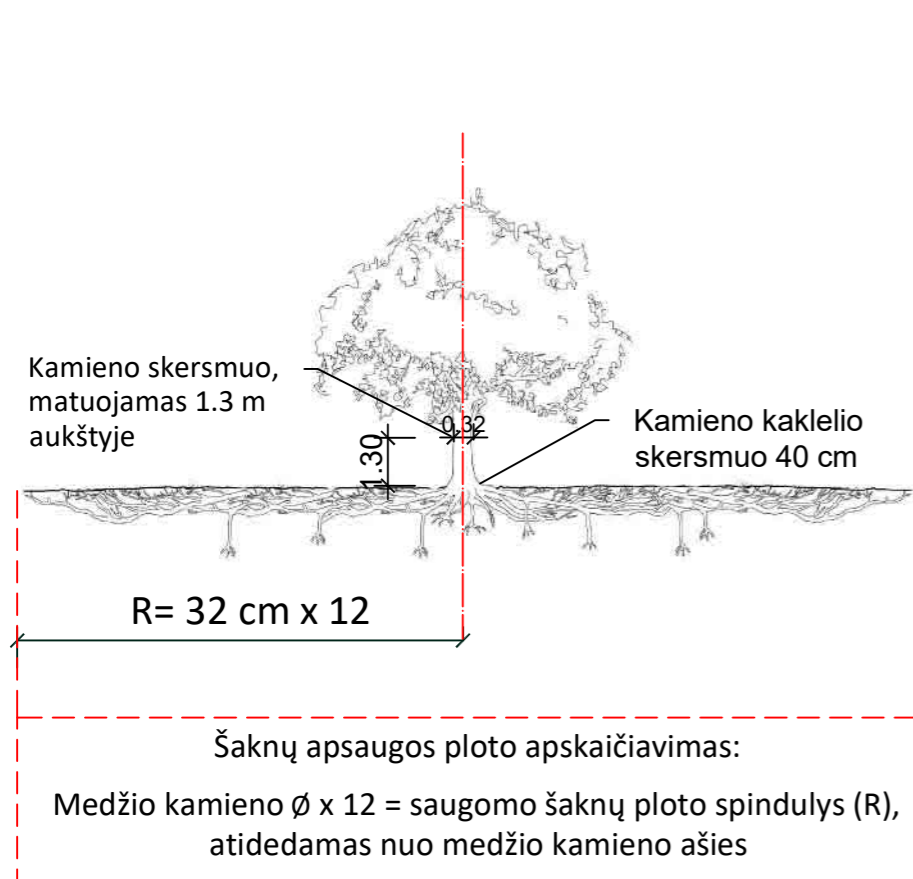 Kamieno skersmuo,
matuojamas 1.3 m
aukštyje
0.32
1.30
Kamieno kaklelio
skersmuo 40 cm
R= 32 cm x 12
Šaknų apsaugos ploto apskaičiavimas:
Medžio kamieno Ø x 12 = saugomo šaknų ploto spindulys (R),
atidedamas nuo medžio kamieno ašies